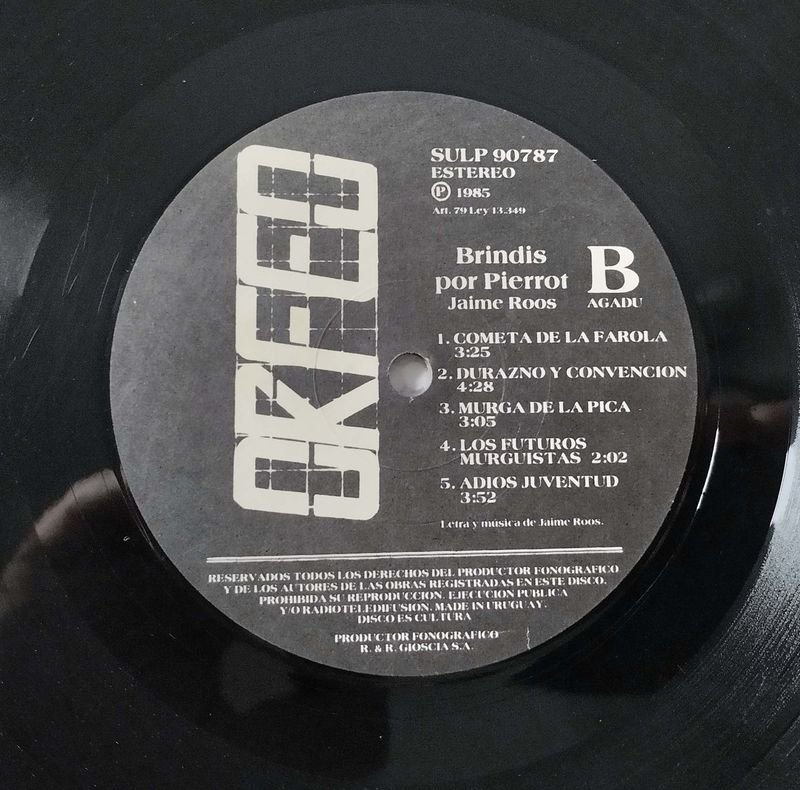 ORFEO
SULP 90787
ESTEREO
Ⓟ 1985
Art. 79 Ley 13.349
Brindis
por Pierrot
Jaime Roos
B
AGADU
1. COMETA DE LA FAROLA
3:25
2. DURAZNO Y CONVENCION
4:28
3. MURGA DE LA PICA
3:05
4. LOS FUTUROS
MURGUISTAS 2:02
5. ADIOS JUVENTUD
3:52
Letra y música de Jaime Roos.
RESERVADOS TODOS LOS DERECHOS DEL PRODUCTOR FONOGRAFICO
Y DE LOS AUTORES DE LAS OBRAS REGISTRADAS EN ESTE DISCO.
PROHIBIDA SU REPRODUCCION. EJECUCION PUBLICA
Y/O RADIOTELEDIFUSION. MADE IN URUGUAY.
DISCO ES CULTURA
PRODUCTOR FONOGRAFICO
R. & R. GIOSCIA S.A.